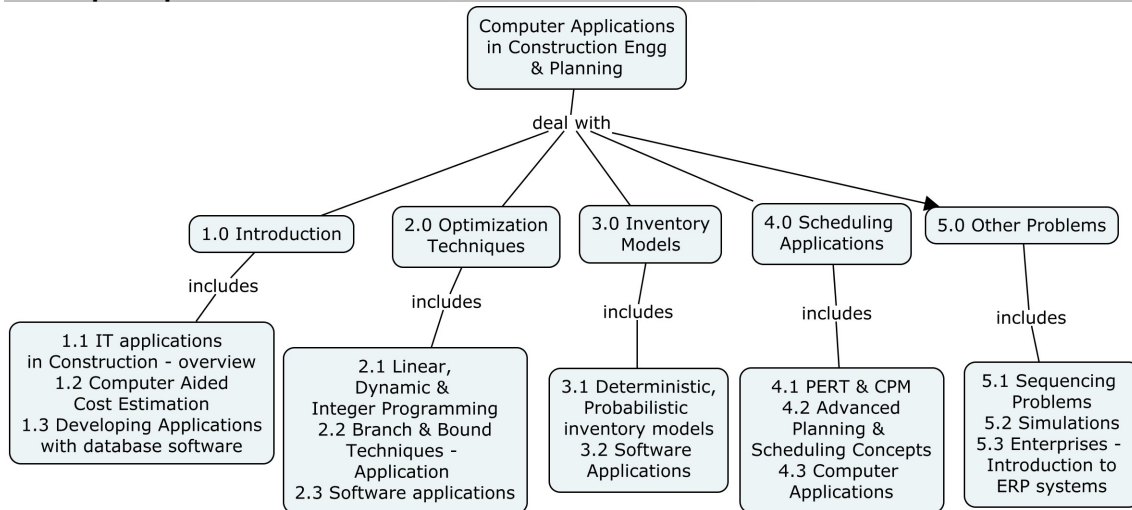 Computer Applications
in Construction Engg
& Planning
deal with
1.0 Introduction
2.0 Optimization
Techniques
3.0 Inventory
Models
4.0 Scheduling
Applications
5.0 Other Problems
includes
includes
includes
includes
includes
1.1 IT applications
in Construction - overview
1.2 Computer Aided
Cost Estimation
1.3 Developing Applications
with database software
2.1 Linear,
Dynamic &
Integer Programming
2.2 Branch & Bound
Techniques -
Application
2.3 Software applications
3.1 Deterministic,
Probabilistic
inventory models
3.2 Software
Applications
4.1 PERT & CPM
4.2 Advanced
Planning &
Scheduling Concepts
4.3 Computer
Applications
5.1 Sequencing
Problems
5.2 Simulations
5.3 Enterprises -
Introduction to
ERP systems